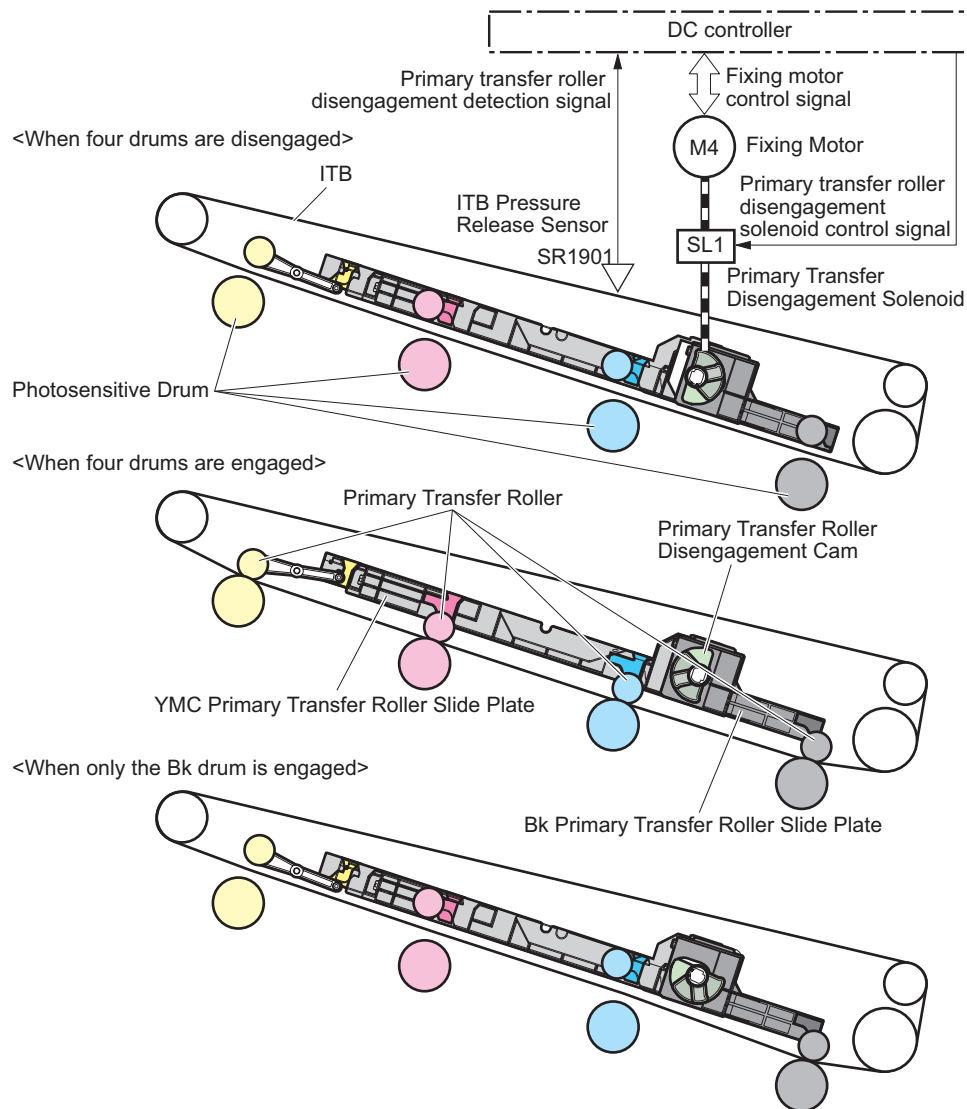 DC controller
Primary transfer roller
disengagement detection signal
Fixing motor
control signal
<When four drums are disengaged>
M4
Fixing Motor
ITB
ITB Pressure
Release Sensor
SR1901
Primary transfer roller
disengagement
solenoid control signal
SL1
Primary Transfer
Disengagement Solenoid
Photosensitive Drum
<When four drums are engaged>
Primary Transfer Roller
Primary Transfer Roller
Disengagement Cam
YMC Primary Transfer Roller Slide Plate
<When only the Bk drum is engaged>
Bk Primary Transfer Roller Slide Plate